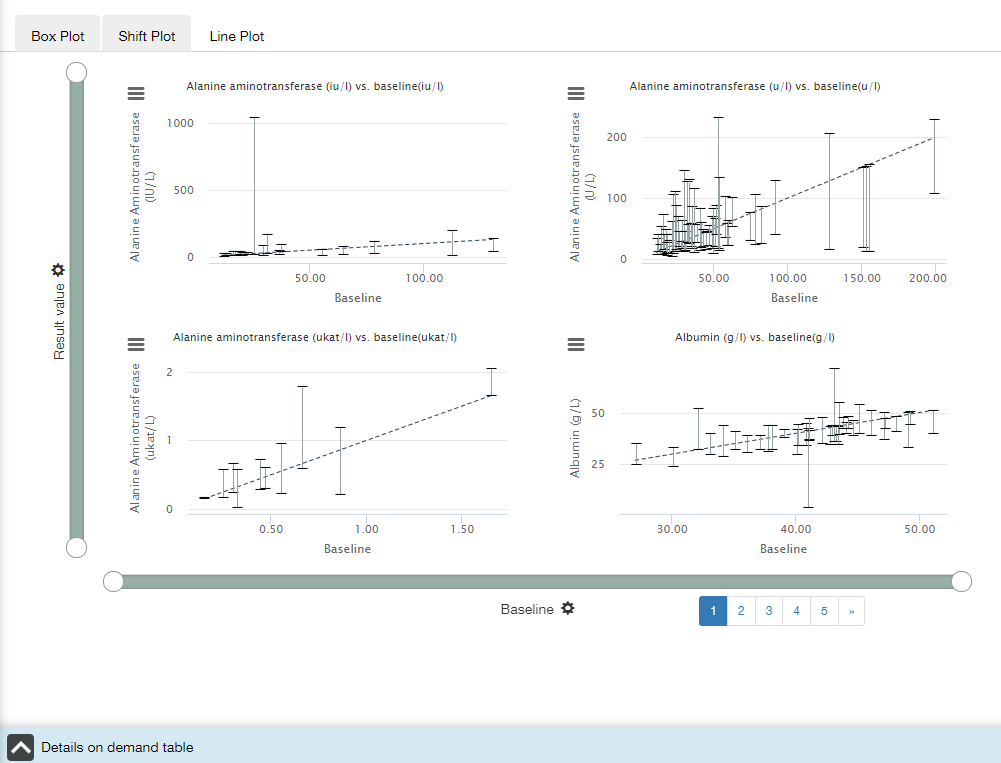 Box Plot
Shift Plot
Line Plot
Result value
Alanine aminotransferase (iu/l) vs. baseline(iu/l)
Alanine Aminotransferase
(IU/L)
1000
500
0
50.00
100.00
Baseline
Alanine aminotransferase (u/l) vs. baseline(u/l)
Alanine Aminotransferase
(U/L)
200
100
0
50.00
100.00
150.00
200.00
Baseline
Alanine aminotransferase (ukat/l) vs. baseline(ukat/l)
Alanine Aminotransferase
(ukat/L)
2
1
0
0.50
1.00
1.50
Baseline
Albumin (g/l) vs. baseline(g/l)
Albumin (g/L)
50
25
30.00
40.00
50.00
Baseline
Baseline
1
2
3
4
5
»
Details on demand table